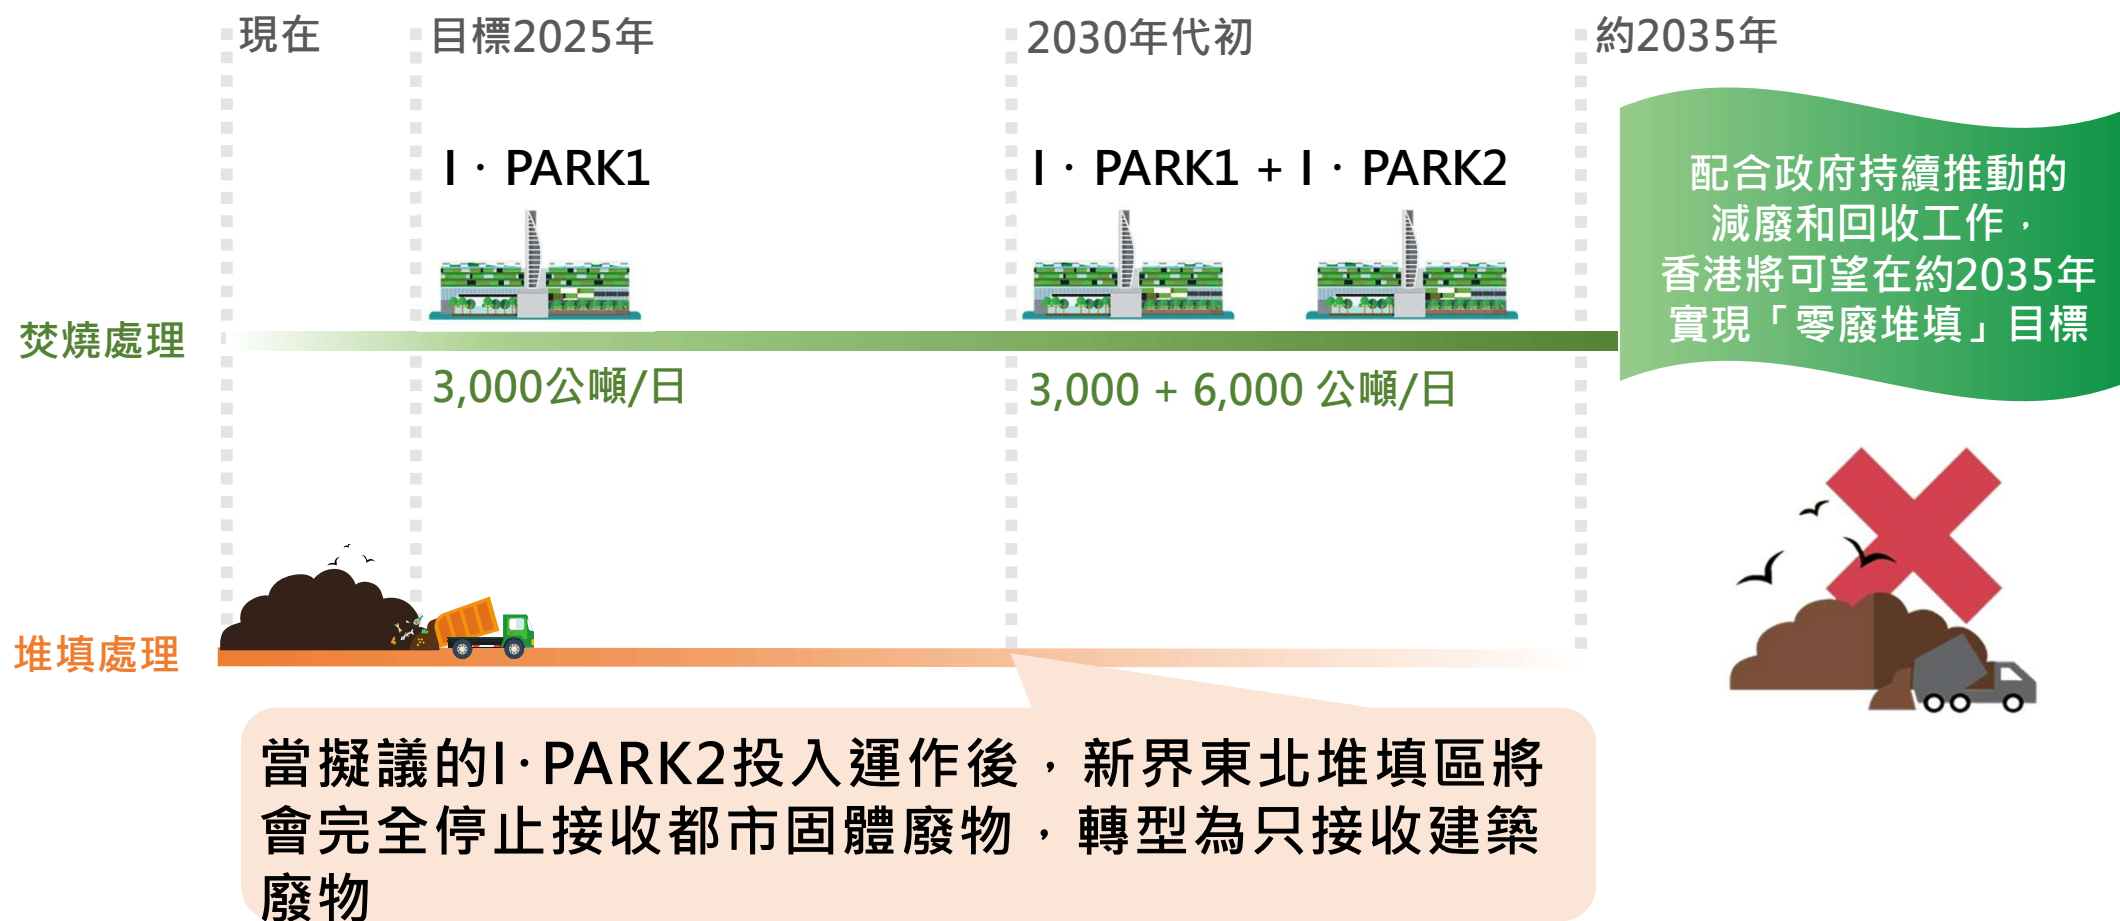 現在
目標2025年
2030年代初
約2035年
I · PARK1
I · PARK1 + I · PARK2
配合政府持續推動的
減廢和回收工作，
香港將可望在約2035年
實現「零廢堆填」目標
焚燒處理
3,000公噸/日
3,000 + 6,000 公噸/日
堆填處理
當擬議的I·PARK2投入運作後，新界東北堆填區將
會完全停止接收都市固體廢物，轉型為只接收建築
廢物